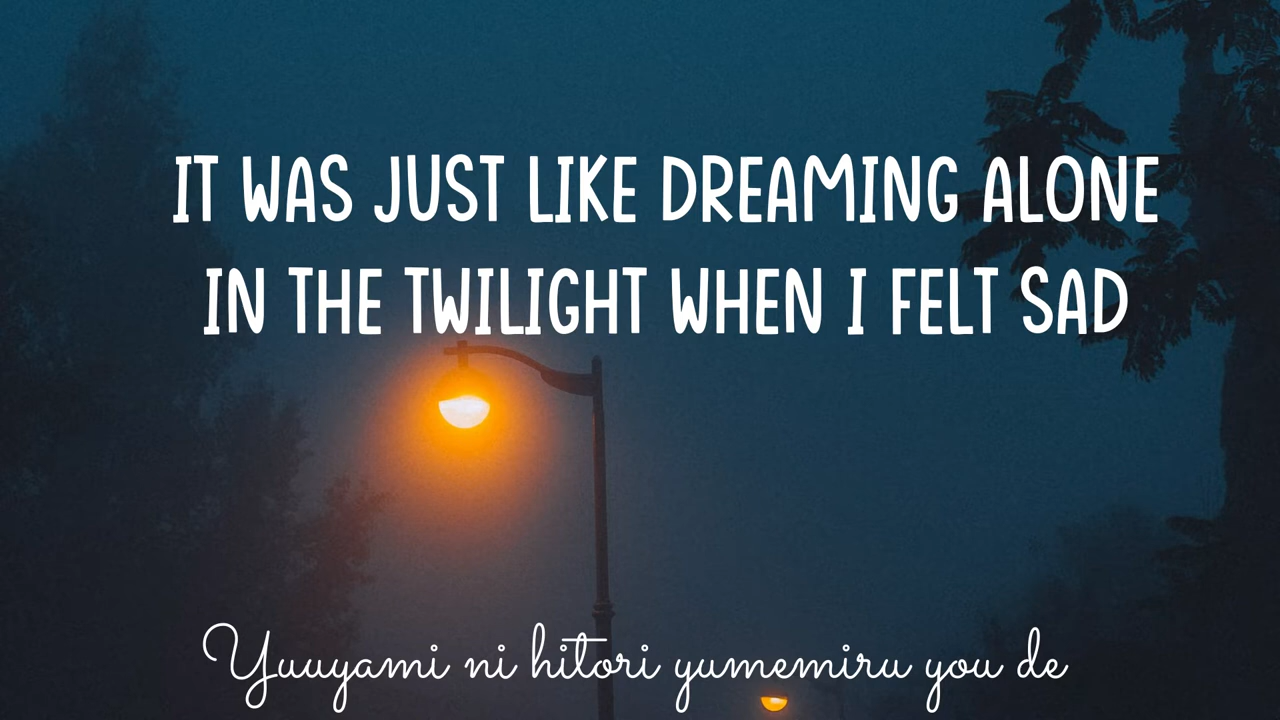 IT WAS JUST LIKE DREAMING ALONE
IN THE TWILIGHT WHEN I FELT SAD
Yuuyami ni hitori yumemiru you de